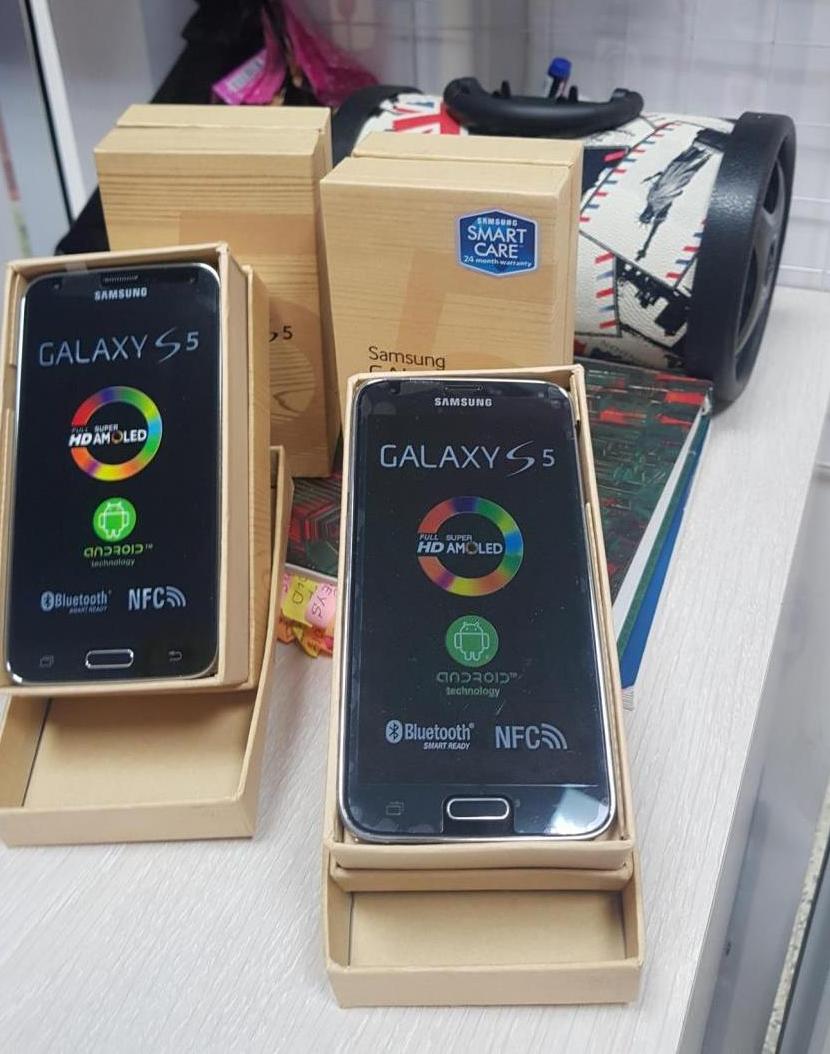 SAMSUNG
GALAXY S5
FULL SUPER
HD AMOLED
ANDROID™
technology
Bluetooth®
SMART READY
NFC
S5
SAMSUNG
SMART
CARE
24 month warranty
Samsung
SAMSUNG
GALAXY S5
FULL SUPER
HD AMOLED
ANDROID™
technology
Bluetooth®
SMART READY
NFC